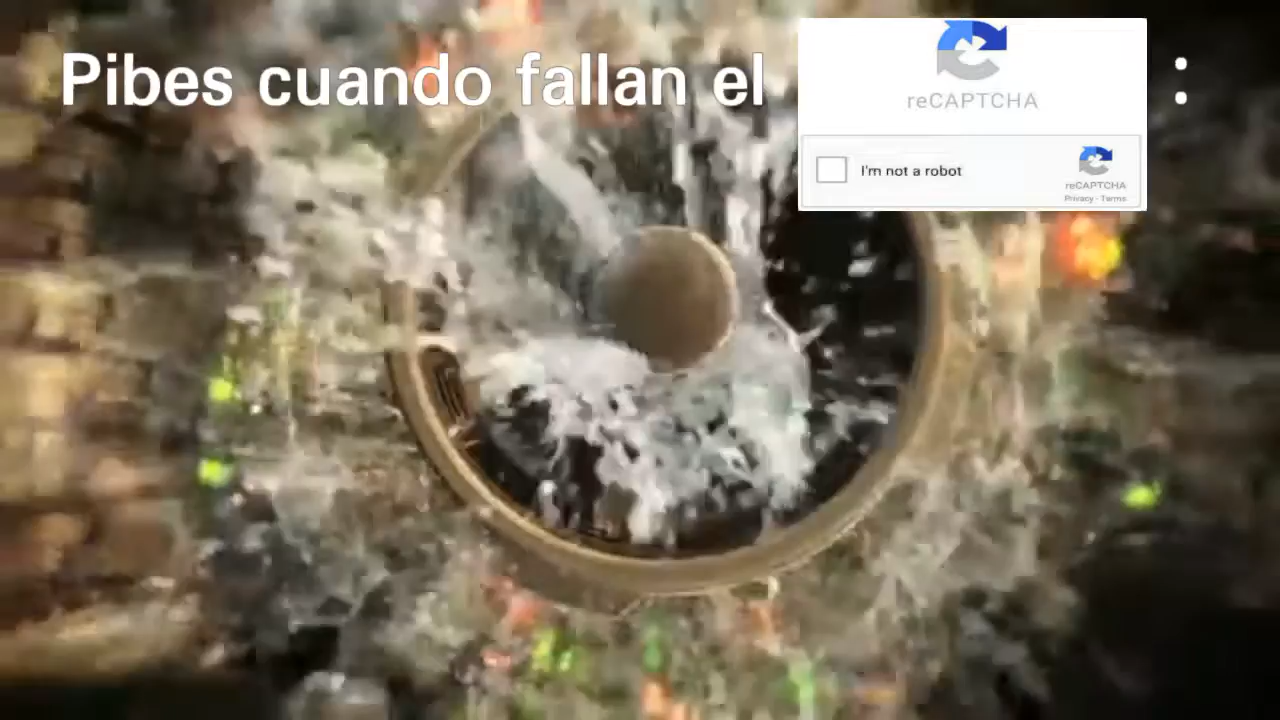 Pibes cuando fallan el :
reCAPTCHA
I'm not a robot
reCAPTCHA
Privacy - Terms